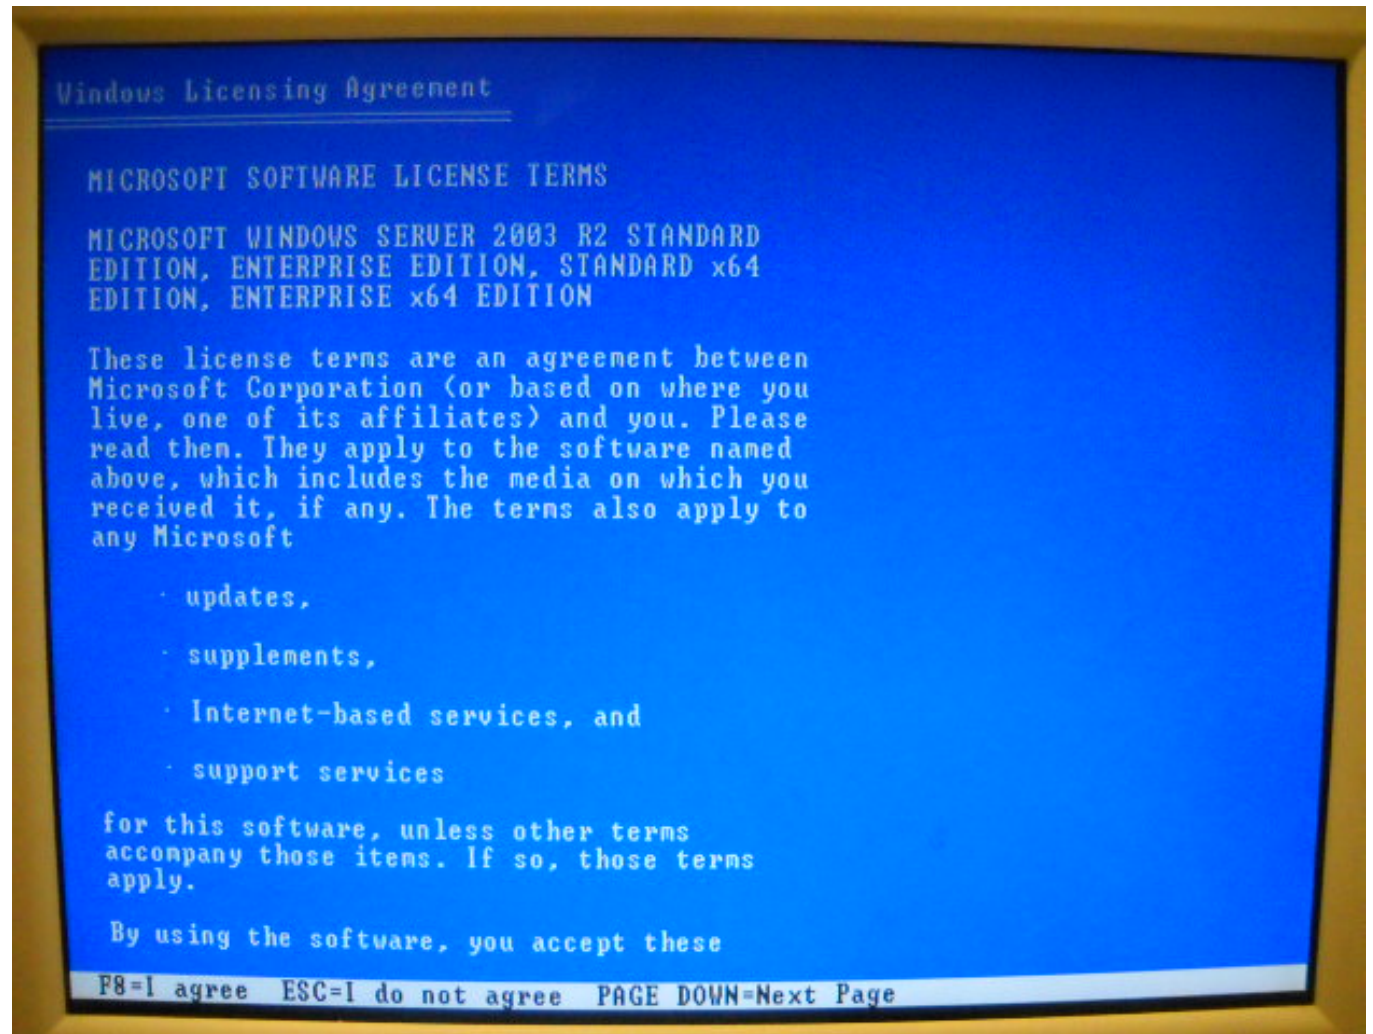 Windows Licensing Agreement
MICROSOFT SOFTWARE LICENSE TERMS
MICROSOFT WINDOWS SERVER 2003 R2 STANDARD
EDITION, ENTERPRISE EDITION, STANDARD x64
EDITION, ENTERPRISE x64 EDITION
These license terms are an agreement between
Microsoft Corporation (or based on where you
live, one of its affiliates) and you. Please
read them. They apply to the software named
above, which includes the media on which you
received it, if any. The terms also apply to
any Microsoft
· updates,
· supplements,
· Internet-based services, and
· support services
for this software, unless other terms
accompany those items. If so, those terms
apply.
By using the software, you accept these
F8=I agree ESC=I do not agree PAGE DOWN=Next Page